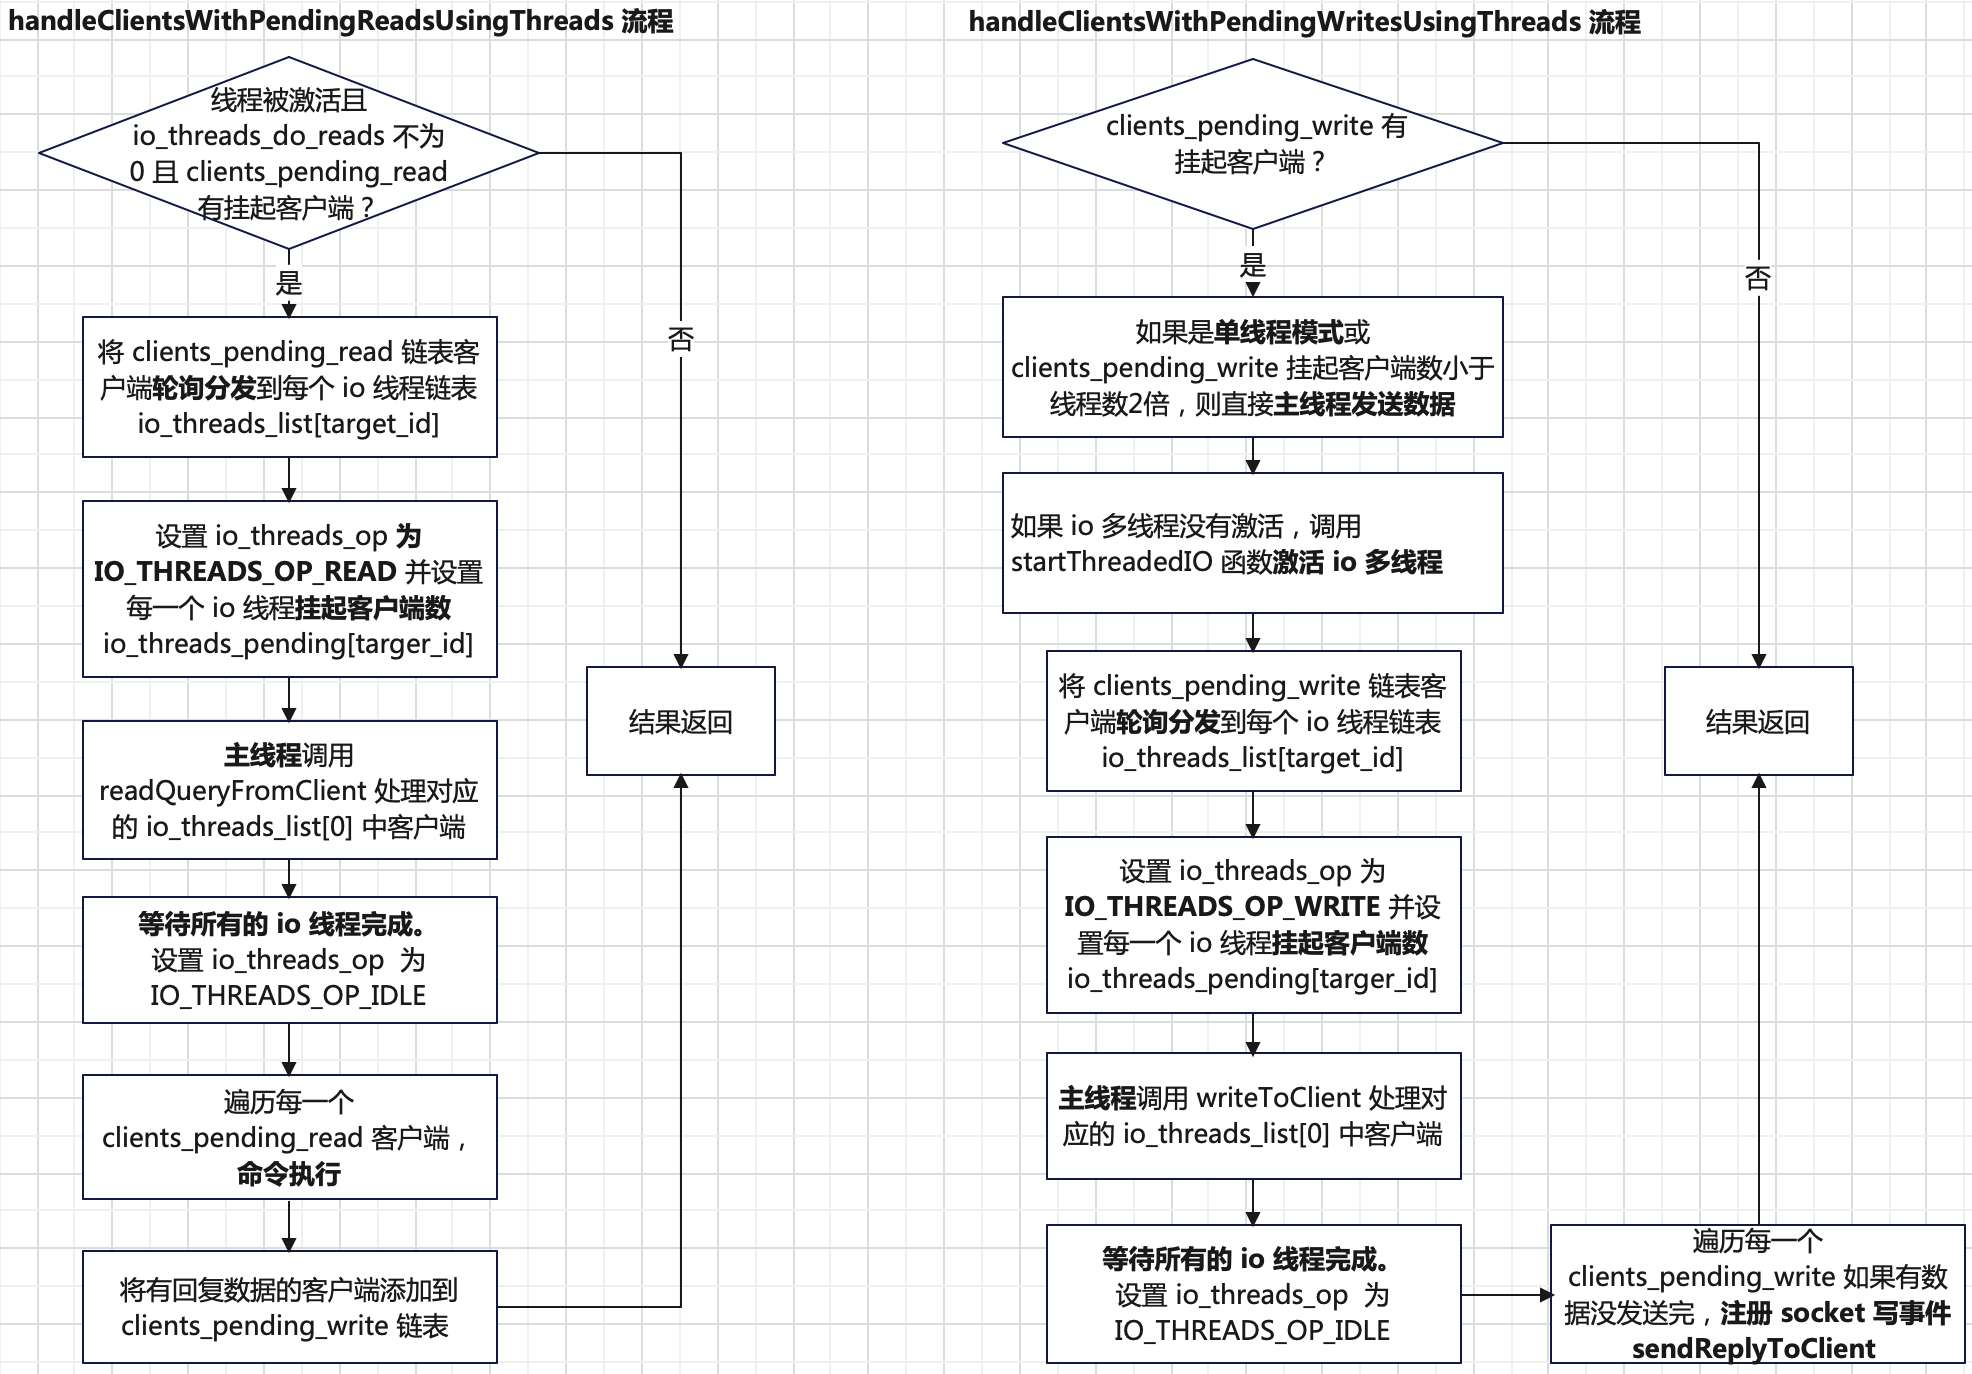 handleClientsWithPendingReadsUsingThreads 流程
线程被激活且
io_threads_do_reads 不为
0 且 clients_pending_read
有挂起客户端？
是
否
将 clients_pending_read 链表客
户端轮询分发到每个 io 线程链表
io_threads_list[target_id]
设置 io_threads_op 为
IO_THREADS_OP_READ 并设置
每一个 io 线程挂起客户端数
io_threads_pending[targer_id]
主线程调用
readQueryFromClient 处理对应
的 io_threads_list[0] 中客户端
等待所有的 io 线程完成。
设置 io_threads_op 为
IO_THREADS_OP_IDLE
遍历每一个
clients_pending_read 客户端，
命令执行
将有回复数据的客户端添加到
clients_pending_write 链表
结果返回
handleClientsWithPendingWritesUsingThreads 流程
clients_pending_write 有
挂起客户端？
是
否
如果是单线程模式或
clients_pending_write 挂起客户端数小于
线程数2倍，则直接主线程发送数据
如果 io 多线程没有激活，调用
startThreadedIO 函数激活 io 多线程
将 clients_pending_write 链表客
户端轮询分发到每个 io 线程链表
io_threads_list[target_id]
设置 io_threads_op 为
IO_THREADS_OP_WRITE 并设
置每一个 io 线程挂起客户端数
io_threads_pending[targer_id]
主线程调用 writeToClient 处理对
应的 io_threads_list[0] 中客户端
等待所有的 io 线程完成。
设置 io_threads_op 为
IO_THREADS_OP_IDLE
遍历每一个
clients_pending_write 如果有数
据没发送完，注册 socket 写事件
sendReplyToClient
结果返回